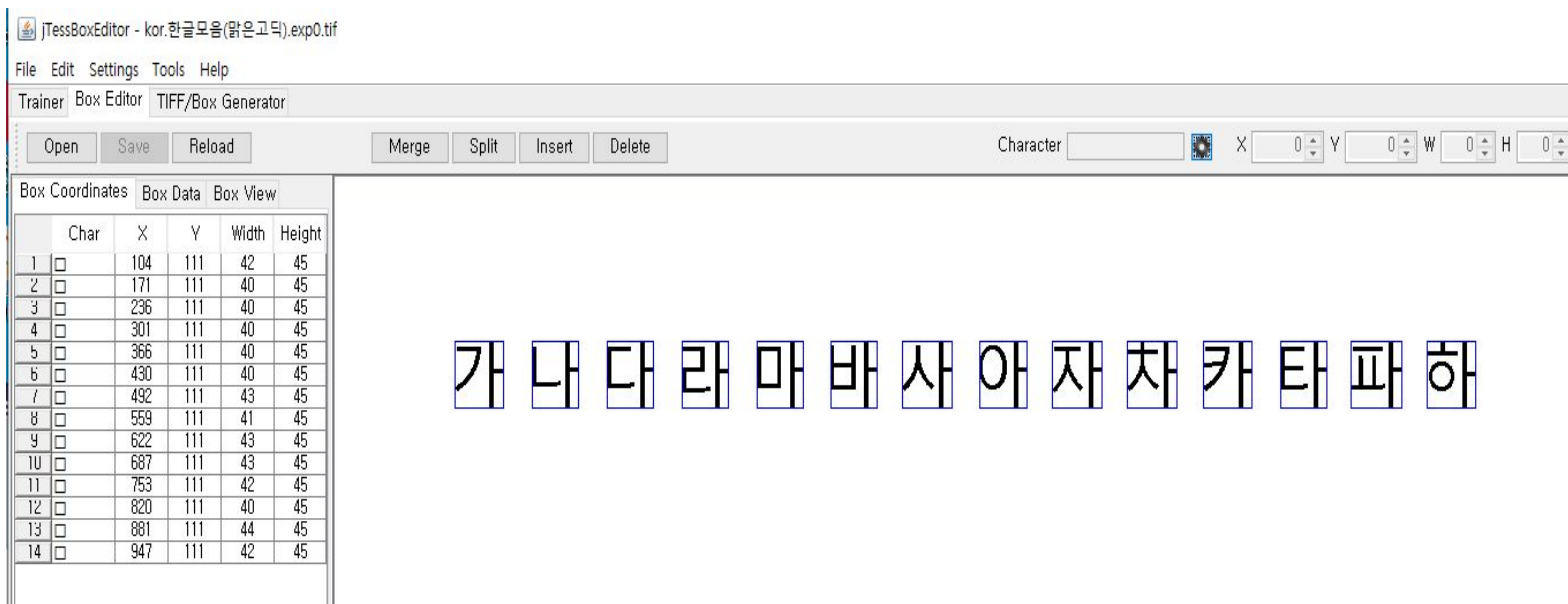 jTessBoxEditor - kor.한글모음(맑은고딕).exp0.tif
File Edit Settings Tools Help
Trainer Box Editor TIFF/Box Generator
Open Save Reload Merge Split Insert Delete Character X 0 Y 0 W 0 H 0
Box Coordinates Box Data Box View
Char X Y Width Height
1 □ 104 111 42 45
2 □ 171 111 40 45
3 □ 236 111 40 45
4 □ 301 111 40 45
5 □ 366 111 40 45
6 □ 430 111 40 45
7 □ 492 111 43 45
8 □ 559 111 41 45
9 □ 622 111 43 45
10 □ 687 111 43 45
11 □ 753 111 42 45
12 □ 820 111 40 45
13 □ 881 111 44 45
14 □ 947 111 42 45
가 나 다 라 마 바 사 아 자 차 카 타 파 하